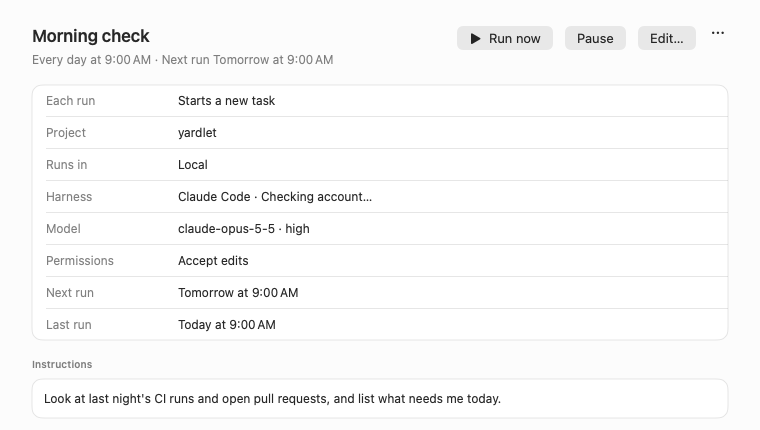 Morning check
Run now
Pause
Edit...
Every day at 9:00 AM · Next run Tomorrow at 9:00 AM
Each run Starts a new task
Project yardlet
Runs in Local
Harness Claude Code · Checking account...
Model claude-opus-5-5 · high
Permissions Accept edits
Next run Tomorrow at 9:00 AM
Last run Today at 9:00 AM
Instructions
Look at last night's CI runs and open pull requests, and list what needs me today.